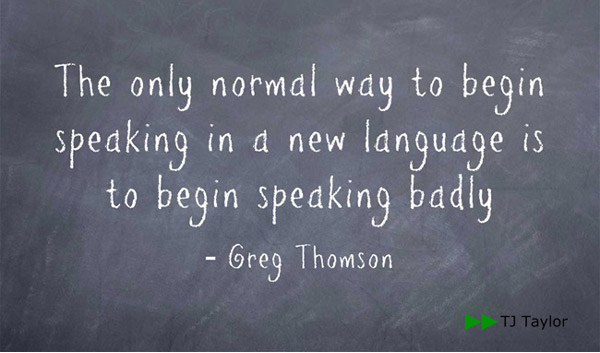 The only normal way to begin
speaking in a new language is
to begin speaking badly
- Greg Thomson
TJ Taylor